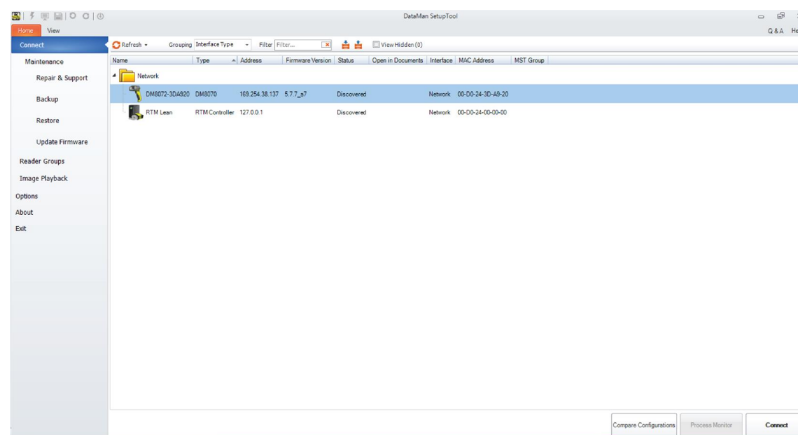 DataMan SetupTool
Home View Q & A He
Connect
Refresh Grouping Interface Type Filter Filter... View Hidden (0)
Name Type Address Firmware Version Status Open in Documents Interface MAC Address MST Group
Network
DM8072-3DA920 DM8070 169.254.38.137 5.7.7_sr7 Discovered Network 00-D0-24-3D-A9-20
RTM Lean RTM Controller 127.0.0.1 Discovered Network 00-D0-24-00-00-00
Maintenance
Repair & Support
Backup
Restore
Update Firmware
Reader Groups
Image Playback
Options
About
Exit
Compare Configurations Process Monitor Connect